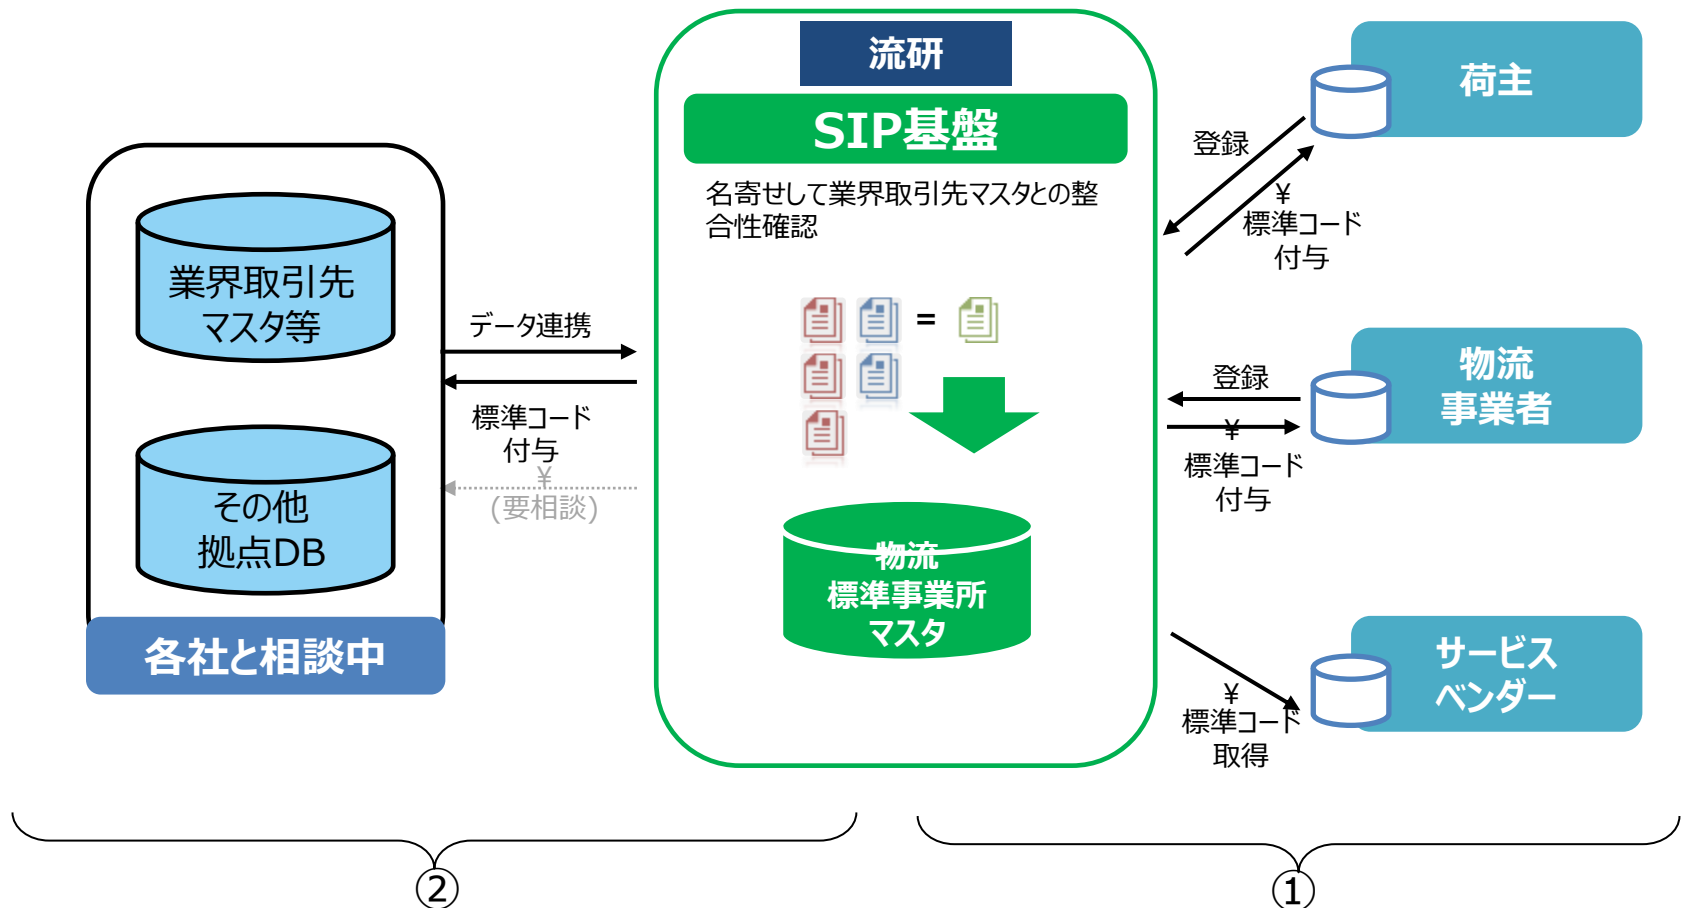 流研
SIP基盤
名寄せして業界取引先マスタとの整
合性確認
=
物流
標準事業所
マスタ
業界取引先
マスタ等
その他
拠点DB
各社と相談中
データ連携
標準コード
付与
¥
(要相談)
荷主
登録
¥
標準コード
付与
物流
事業者
登録
¥
標準コード
付与
サービス
ベンダー
¥
標準コード
取得
②
①